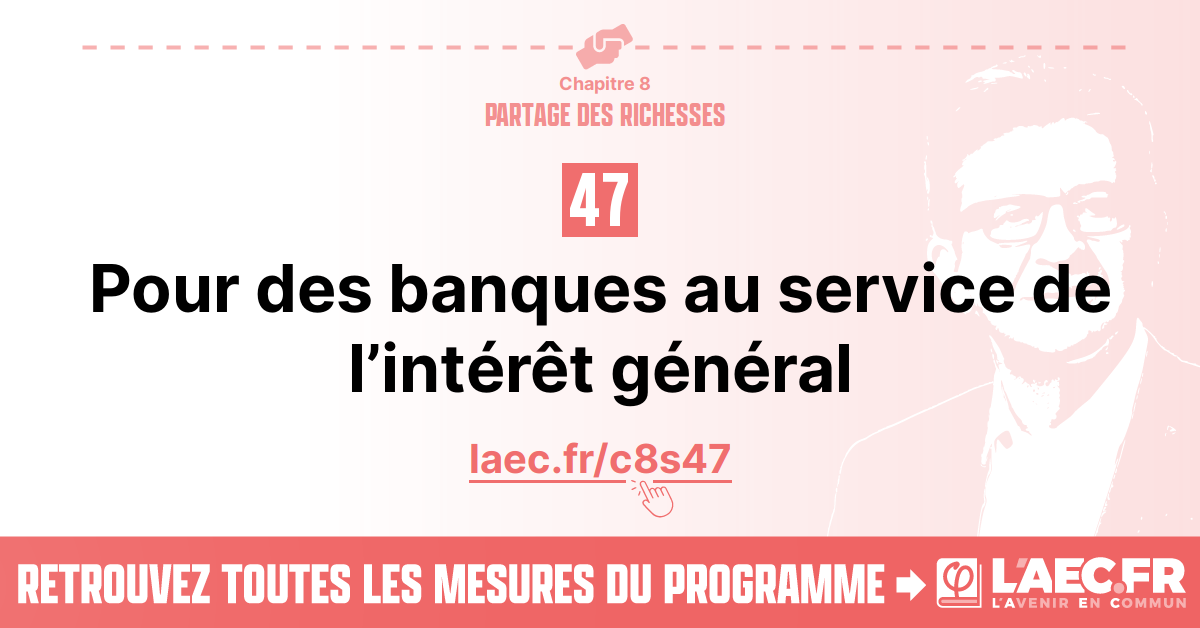 Chapitre 8
PARTAGE DES RICHESSES
47
Pour des banques au service de
l’intérêt général
laec.fr/c8s47
RETROUVEZ TOUTES LES MESURES DU PROGRAMME
L'AEC.FR
L'AVENIR EN COMMUN